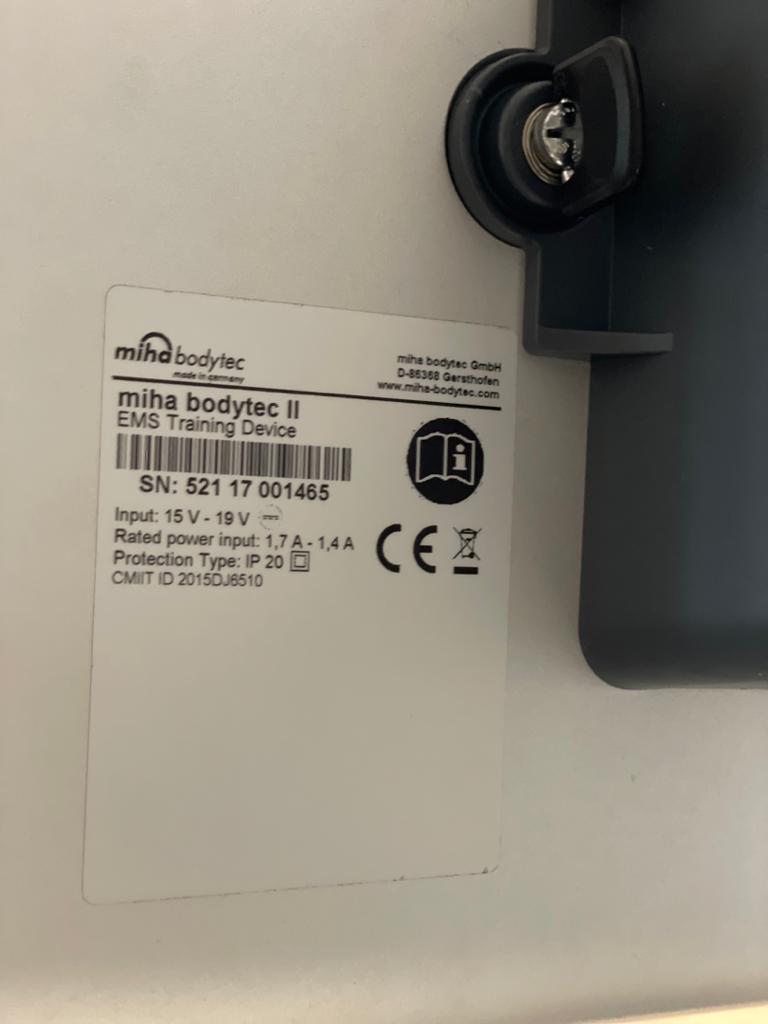 miha bodytec
made in germany
miha bodytec GmbH
D-86368 Gersthofen
www.miha-bodytec.com
miha bodytec II
EMS Training Device
SN: 521 17 001465
Input: 15 V - 19 V
Rated power input: 1,7 A - 1,4 A
Protection Type: IP 20
CMIIT ID 2015DJ6510
CE